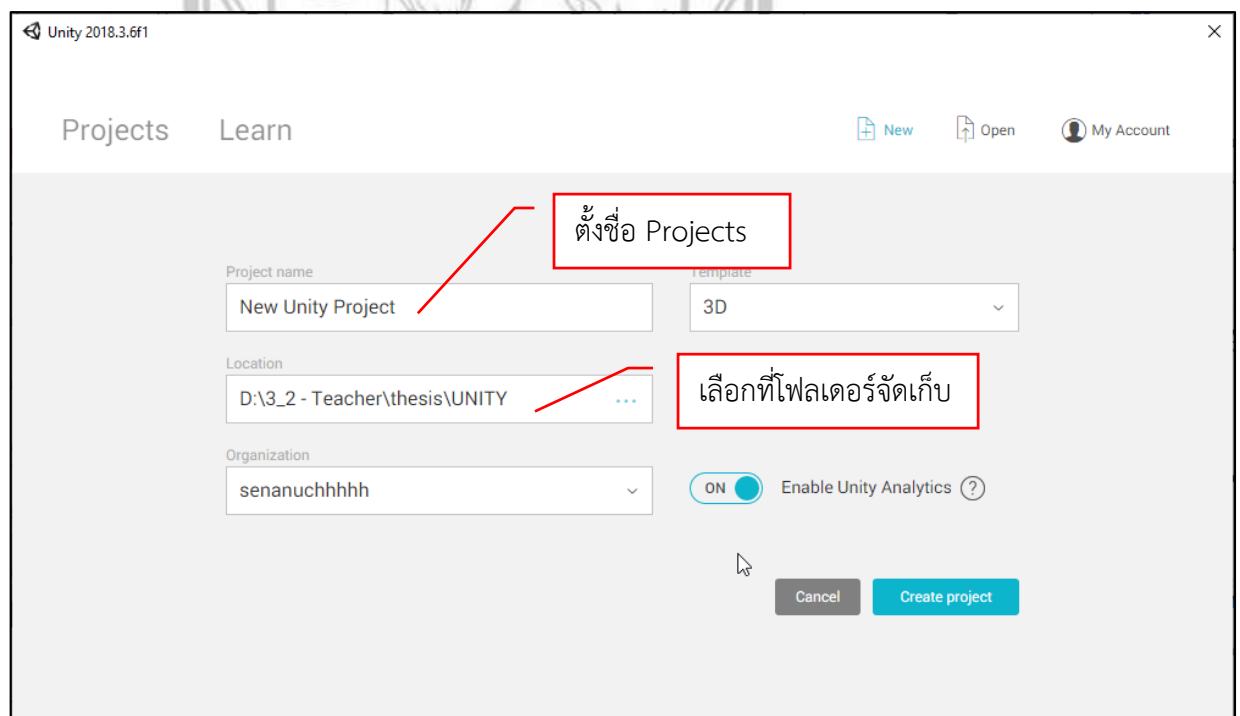 Unity 2018.3.6f1
Projects Learn New Open My Account
ตั้งชื่อ Projects
Project name Template
New Unity Project 3D
Location
D:\3_2 - Teacher\thesis\UNITY ...
เลือกที่โฟลเดอร์จัดเก็บ
Organization
senanuchhhhh ON Enable Unity Analytics ?
Cancel Create project